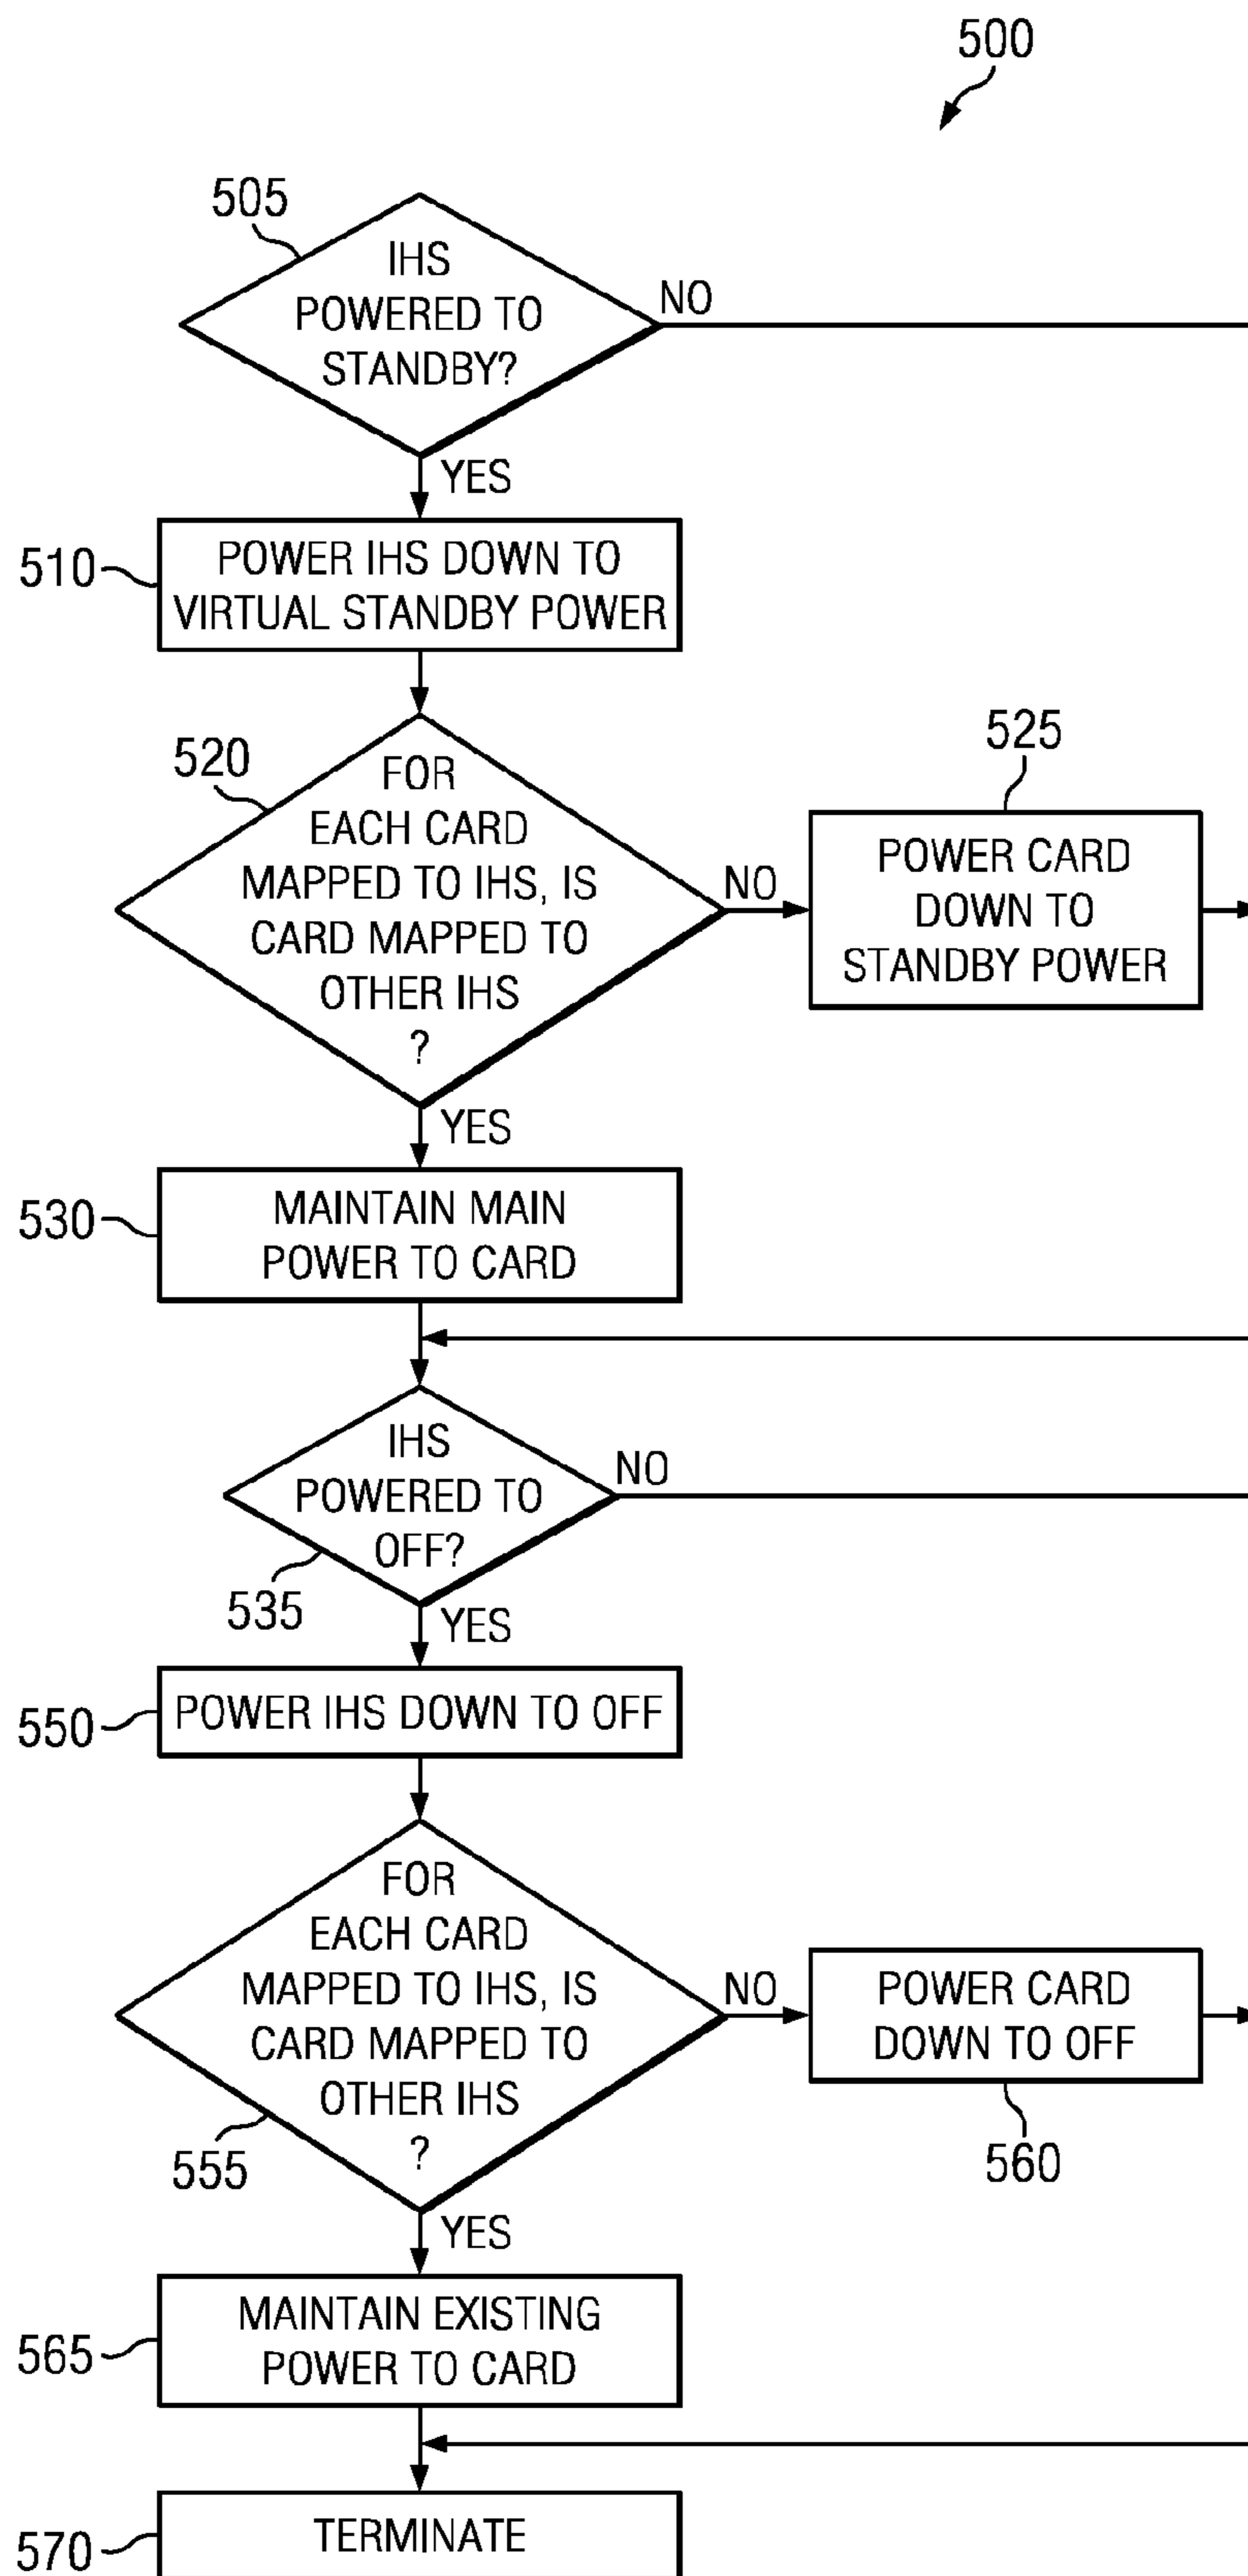 500
505
IHS
POWERED TO
STANDBY?
NO
YES
510
POWER IHS DOWN TO
VIRTUAL STANDBY POWER
520
FOR
EACH CARD
MAPPED TO IHS, IS
CARD MAPPED TO
OTHER IHS
?
NO
525
POWER CARD
DOWN TO
STANDBY POWER
YES
530
MAINTAIN MAIN
POWER TO CARD
IHS
POWERED TO
OFF?
NO
535
YES
550
POWER IHS DOWN TO OFF
FOR
EACH CARD
MAPPED TO IHS, IS
CARD MAPPED TO
OTHER IHS
?
NO
POWER CARD
DOWN TO OFF
555
560
YES
565
MAINTAIN EXISTING
POWER TO CARD
570
TERMINATE